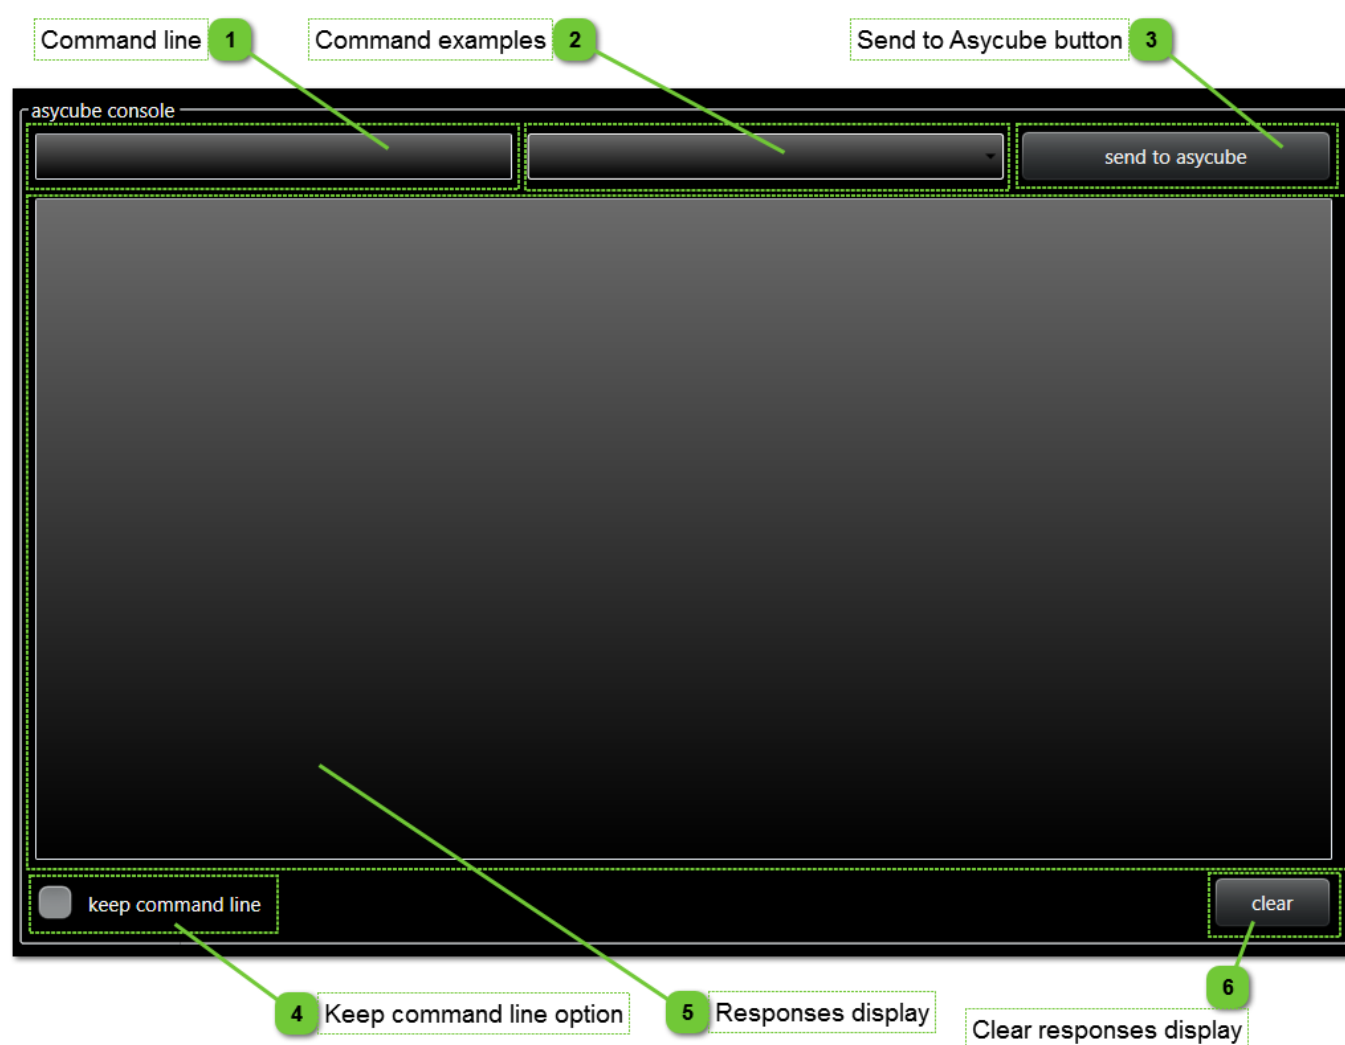 Command line 1 Command examples 2 Send to Asycube button 3
asycube console
send to asycube
keep command line clear
4 Keep command line option 5 Responses display 6
Clear responses display